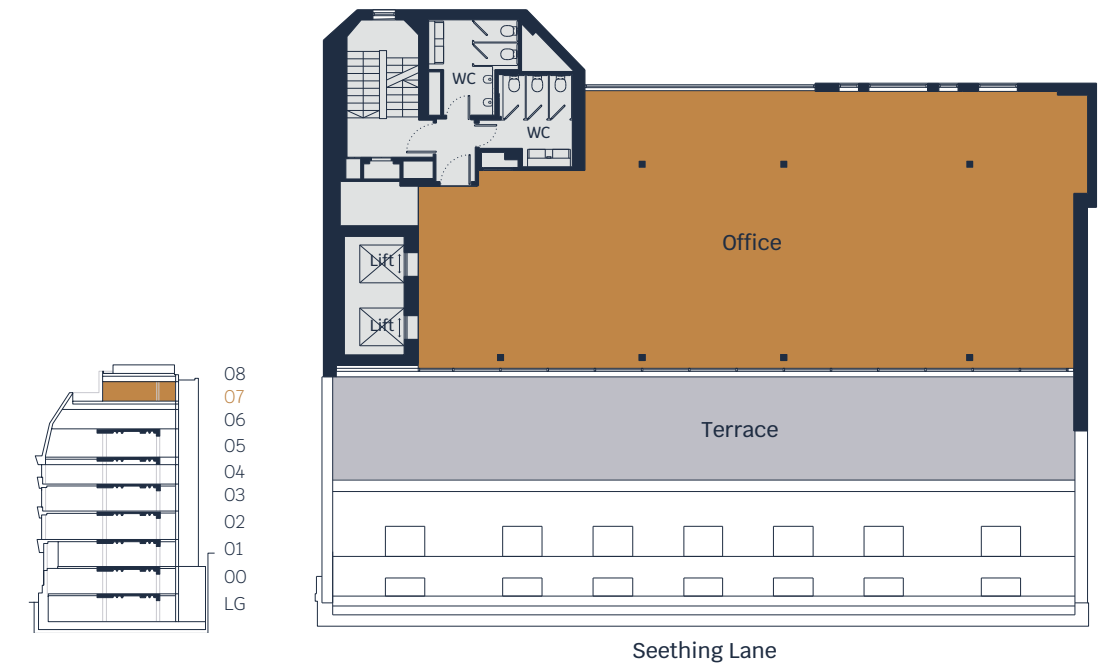 WC
WC
Office
Lift
Lift
08
07
06
05
04
03
02
01
00
LG
Terrace
Seething Lane